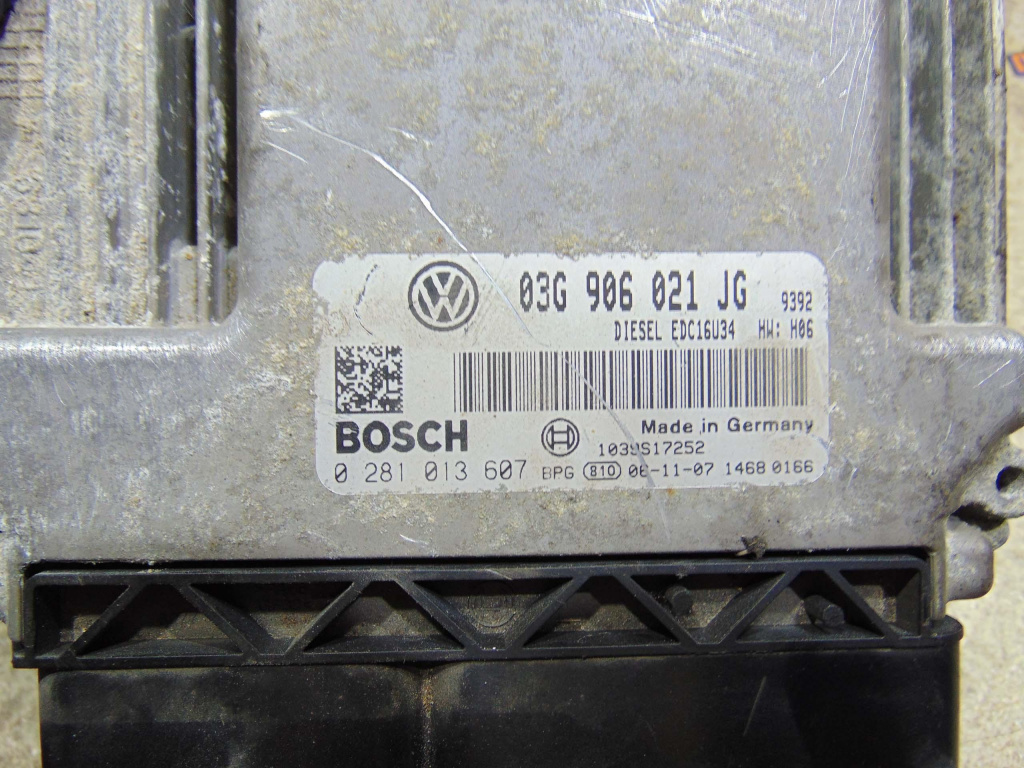 03G 906 021 JG 9392
DIESEL EDC16U34 HW: H06
BOSCH
Made in Germany
1039S17252
0 281 013 607 BPG 810 06-11-07 1468 0166